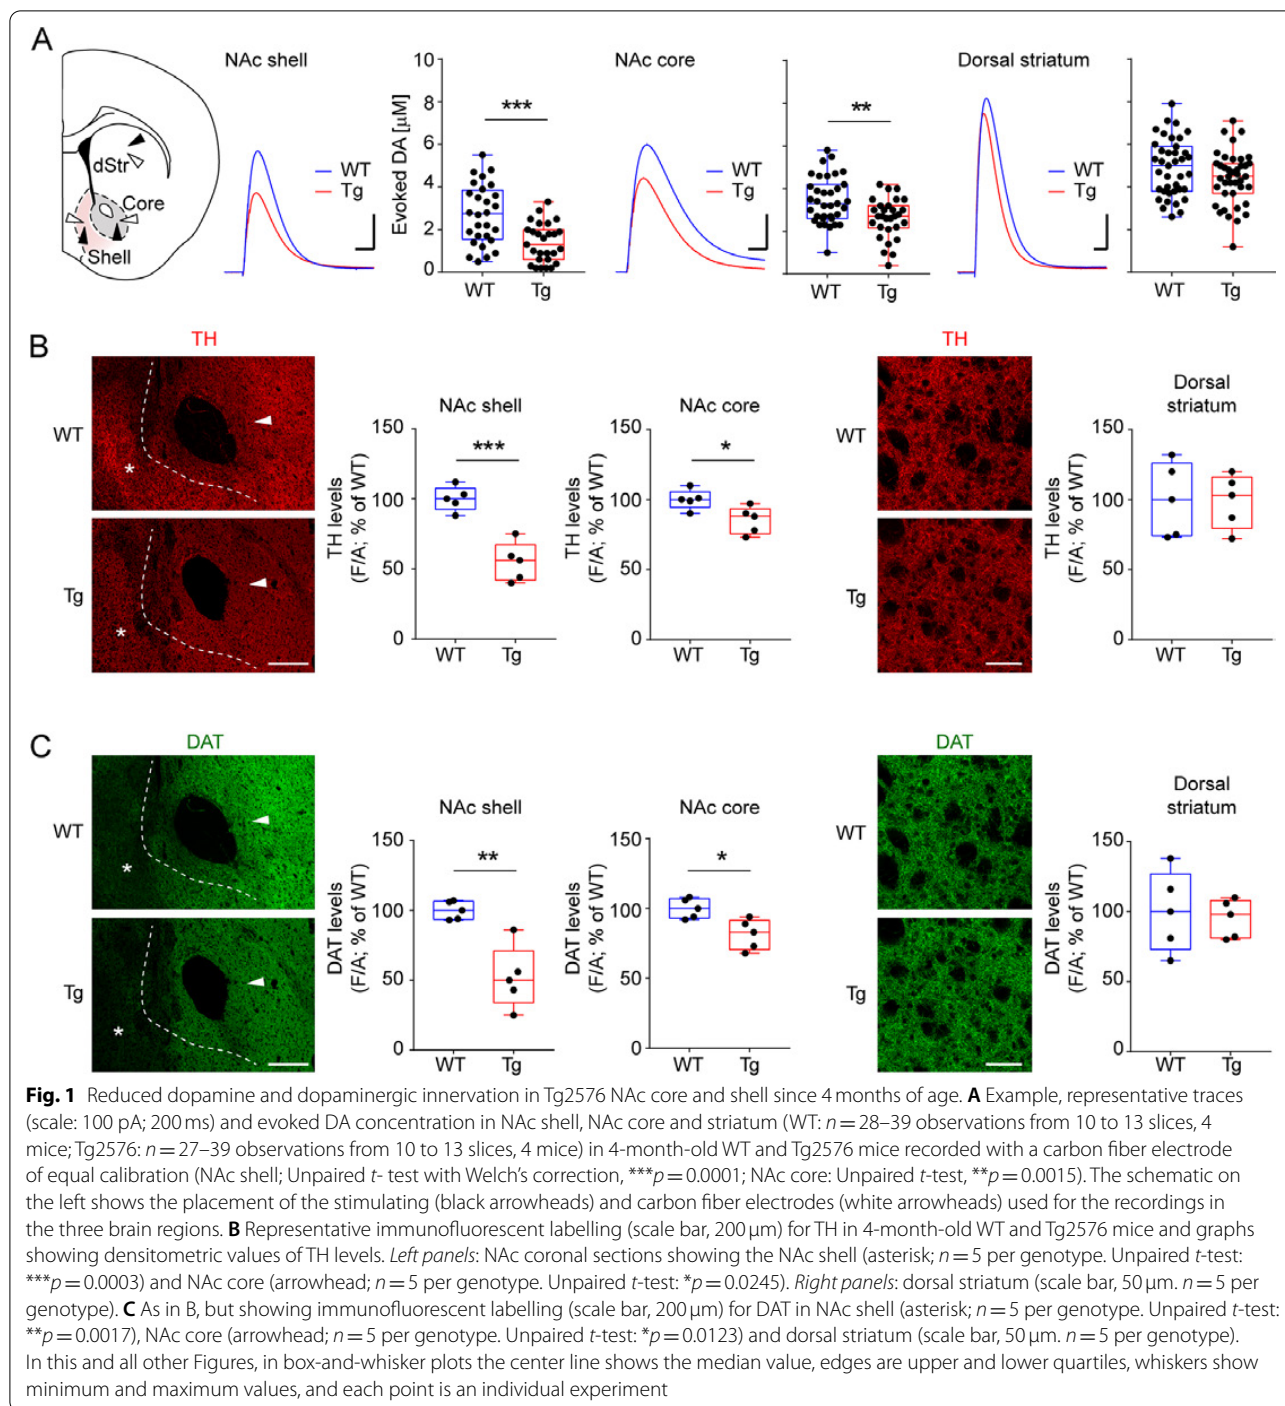 A
NAc shell
NAc core
Dorsal striatum
dStr
Core
Shell
WT
Tg
Evoked DA [µM]
10
8
6
4
2
0
***
WT
Tg
WT
Tg
**
WT
Tg
WT
Tg
WT
Tg
B
TH
WT
Tg
*
*
NAc shell
TH levels
(F/A; % of WT)
150
100
50
0
***
WT
Tg
NAc core
TH levels
(F/A; % of WT)
150
100
50
0
*
WT
Tg
TH
WT
Tg
Dorsal
striatum
TH levels
(F/A; % of WT)
150
100
50
0
WT
Tg
C
DAT
WT
Tg
*
*
NAc shell
DAT levels
(F/A; % of WT)
150
100
50
0
**
WT
Tg
NAc core
DAT levels
(F/A; % of WT)
150
100
50
0
*
WT
Tg
DAT
WT
Tg
Dorsal
striatum
DAT levels
(F/A; % of WT)
150
100
50
0
WT
Tg
Fig. 1 Reduced dopamine and dopaminergic innervation in Tg2576 NAc core and shell since 4 months of age. A Example, representative traces
(scale: 100 pA; 200 ms) and evoked DA concentration in NAc shell, NAc core and striatum (WT: n = 28–39 observations from 10 to 13 slices, 4
mice; Tg2576: n = 27–39 observations from 10 to 13 slices, 4 mice) in 4-month-old WT and Tg2576 mice recorded with a carbon fiber electrode
of equal calibration (NAc shell; Unpaired t- test with Welch's correction, ***p = 0.0001; NAc core: Unpaired t-test, **p = 0.0015). The schematic on
the left shows the placement of the stimulating (black arrowheads) and carbon fiber electrodes (white arrowheads) used for the recordings in
the three brain regions. B Representative immunofluorescent labelling (scale bar, 200 µm) for TH in 4-month-old WT and Tg2576 mice and graphs
showing densitometric values of TH levels. Left panels: NAc coronal sections showing the NAc shell (asterisk; n = 5 per genotype. Unpaired t-test:
***p = 0.0003) and NAc core (arrowhead; n = 5 per genotype. Unpaired t-test: *p = 0.0245). Right panels: dorsal striatum (scale bar, 50 µm. n = 5 per
genotype). C As in B, but showing immunofluorescent labelling (scale bar, 200 µm) for DAT in NAc shell (asterisk; n = 5 per genotype. Unpaired t-test:
**p = 0.0017), NAc core (arrowhead; n = 5 per genotype. Unpaired t-test: *p = 0.0123) and dorsal striatum (scale bar, 50 µm. n = 5 per genotype).
In this and all other Figures, in box-and-whisker plots the center line shows the median value, edges are upper and lower quartiles, whiskers show
minimum and maximum values, and each point is an individual experiment